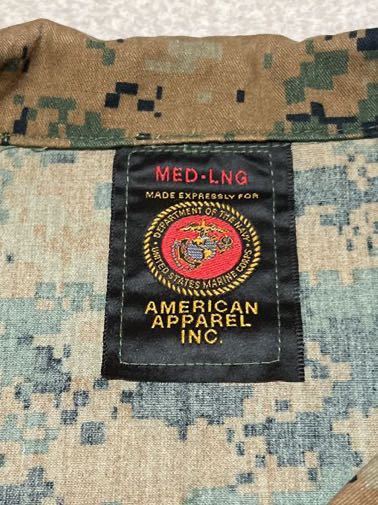 MED-LNG
MADE EXPRESSLY FOR
DEPARTMENT OF THE NAVY
UNITED STATES MARINE CORPS
AMERICAN
APPAREL
INC.